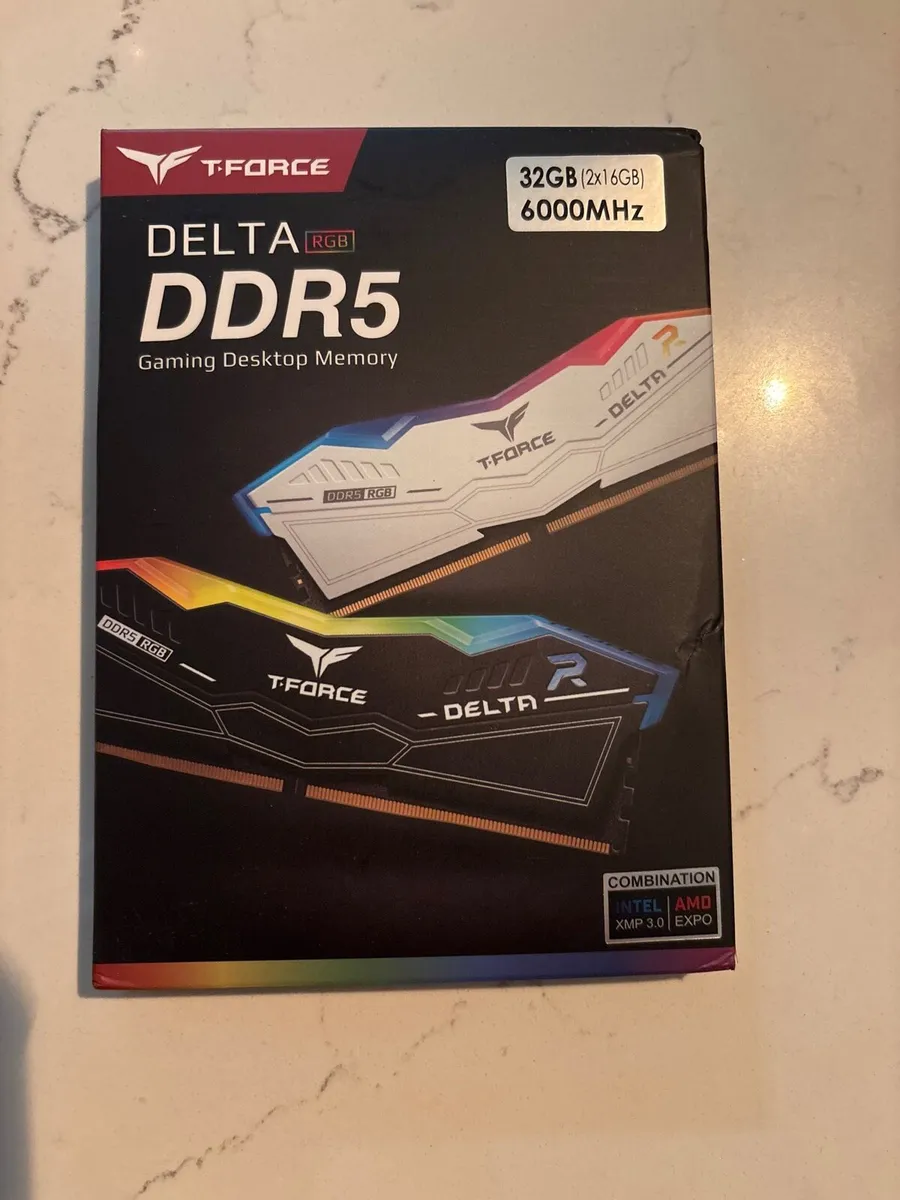 T-FORCE
32GB (2x16GB)
6000MHz
DELTA RGB
DDR5
Gaming Desktop Memory
R
DELTA
T-FORCE
DDR5 RGB
DDR5 RGB
T-FORCE
R
DELTA
COMBINATION
INTEL AMD
XMP 3.0 EXPO